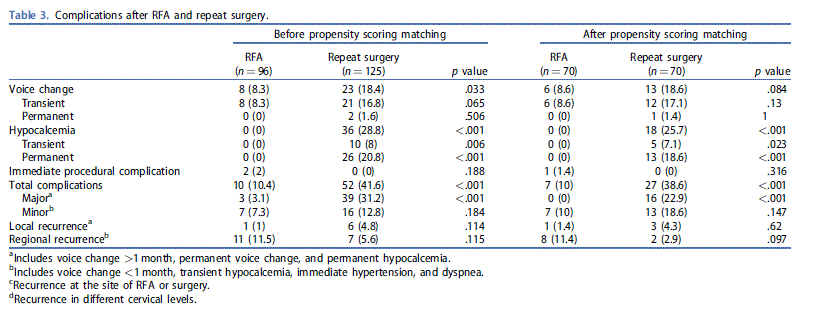 Table 3. Complications after RFA and repeat surgery.
Before propensity scoring matching After propensity scoring matching
RFA Repeat surgery RFA Repeat surgery
(n = 96) (n = 125) p value (n = 70) (n = 70) p value
Voice change 8 (8.3) 23 (18.4) .033 6 (8.6) 13 (18.6) .084
Transient 8 (8.3) 21 (16.8) .065 6 (8.6) 12 (17.1) .13
Permanent 0 (0) 2 (1.6) .506 0 (0) 1 (1.4) 1
Hypocalcemia 0 (0) 36 (28.8) <.001 0 (0) 18 (25.7) <.001
Transient 0 (0) 10 (8) .006 0 (0) 5 (7.1) .023
Permanent 0 (0) 26 (20.8) <.001 0 (0) 13 (18.6) <.001
Immediate procedural complication 2 (2) 0 (0) .188 1 (1.4) 0 (0) .316
Total complications 10 (10.4) 52 (41.6) <.001 7 (10) 27 (38.6) <.001
Majorᵃ 3 (3.1) 39 (31.2) <.001 0 (0) 16 (22.9) <.001
Minorᵇ 7 (7.3) 16 (12.8) .184 7 (10) 13 (18.6) .147
Local recurrenceᵃ 1 (1) 6 (4.8) .114 1 (1.4) 3 (4.3) .62
Regional recurrenceᵇ 11 (11.5) 7 (5.6) .115 8 (11.4) 2 (2.9) .097
ᵃIncludes voice change >1 month, permanent voice change, and permanent hypocalcemia.
ᵇIncludes voice change <1 month, transient hypocalcemia, immediate hypertension, and dyspnea.
ᶜRecurrence at the site of RFA or surgery.
ᵈRecurrence in different cervical levels.